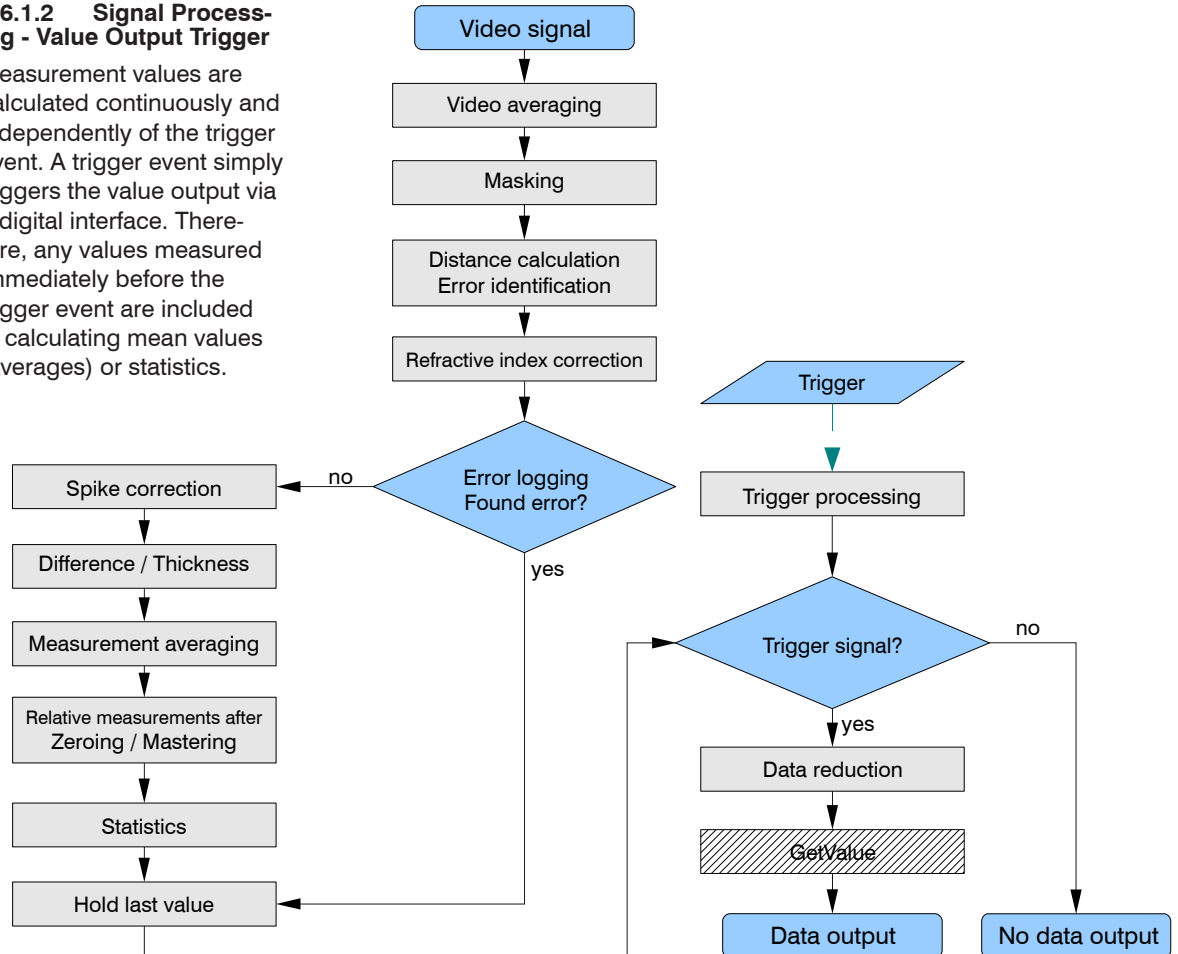 6.1.2 Signal Process-
g - Value Output Trigger
easurement values are
alculated continuously and
dependently of the trigger
vent. A trigger event simply
iggers the value output via
digital interface. There-
re, any values measured
mmediately before the
igger event are included
calculating mean values
verages) or statistics.
Video signal
Video averaging
Masking
Distance calculation
Error identification
Refractive index correction
Error logging
Found error?
no
yes
Spike correction
Difference / Thickness
Measurement averaging
Relative measurements after
Zeroing / Mastering
Statistics
Hold last value
Trigger
Trigger processing
Trigger signal?
no
yes
Data reduction
GetValue
Data output
No data output